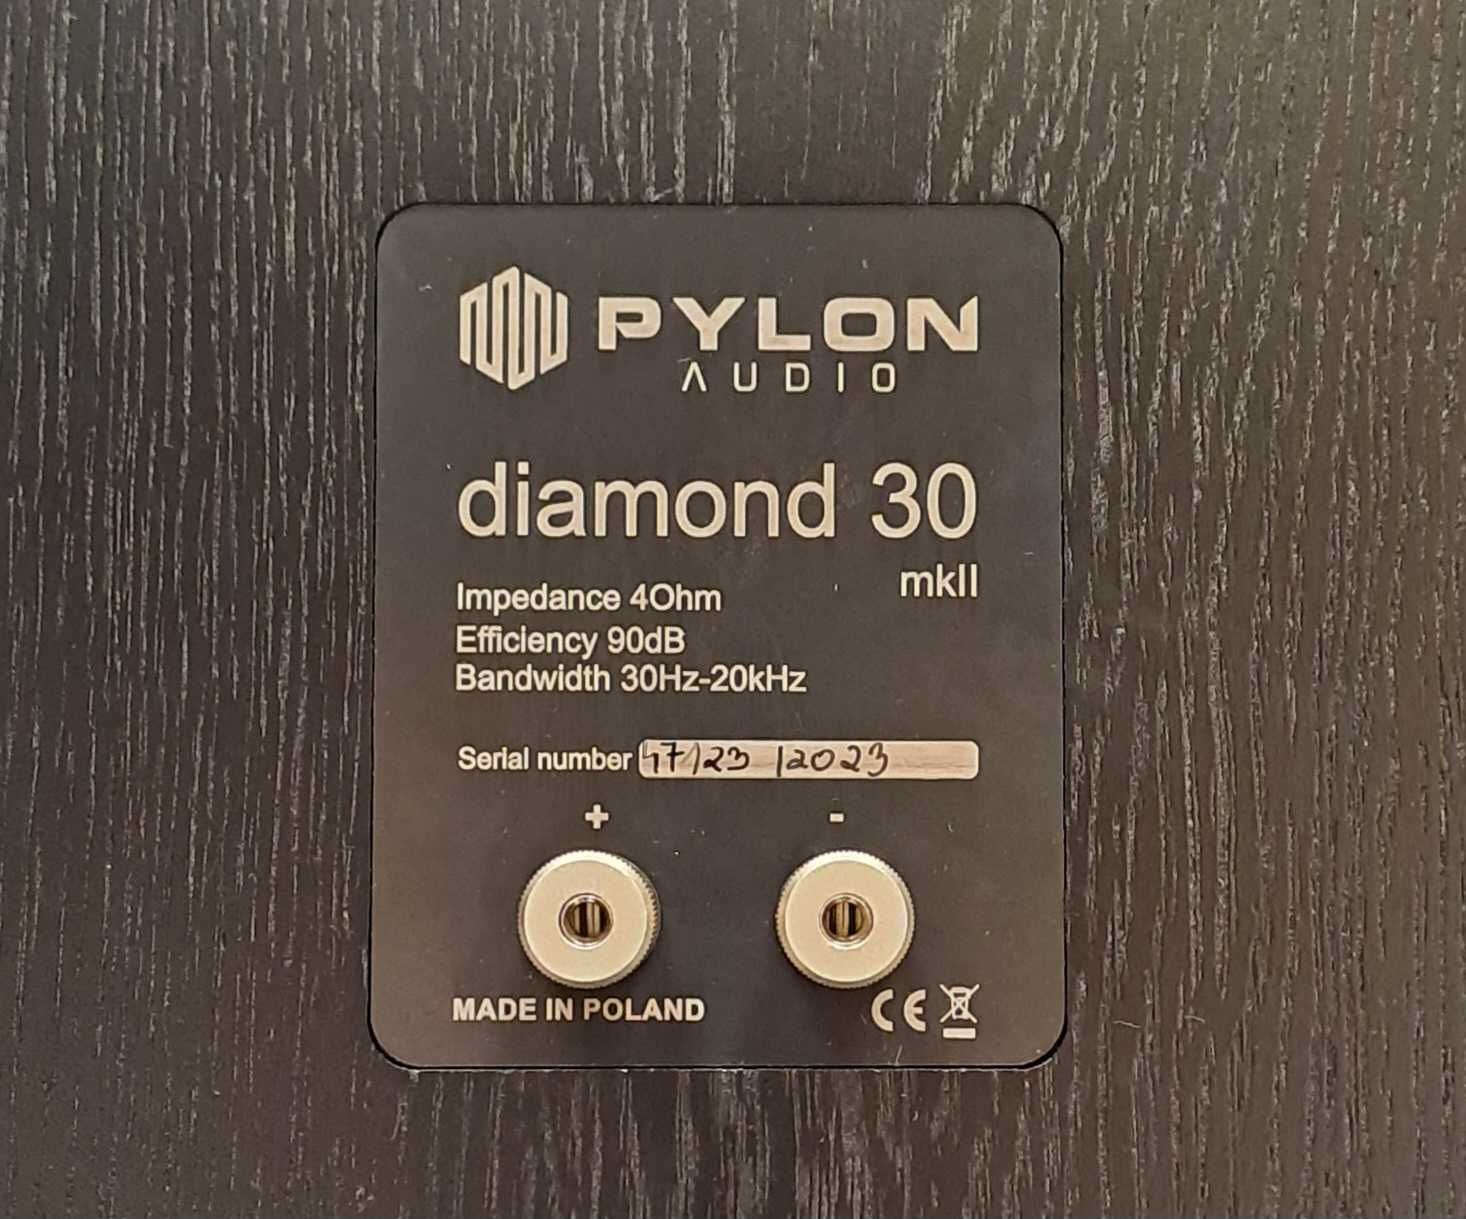 PYLON
AUDIO
diamond 30
mkII
Impedance 4Ohm
Efficiency 90dB
Bandwidth 30Hz-20kHz
Serial number 47/23 /2023
+ -
MADE IN POLAND CE